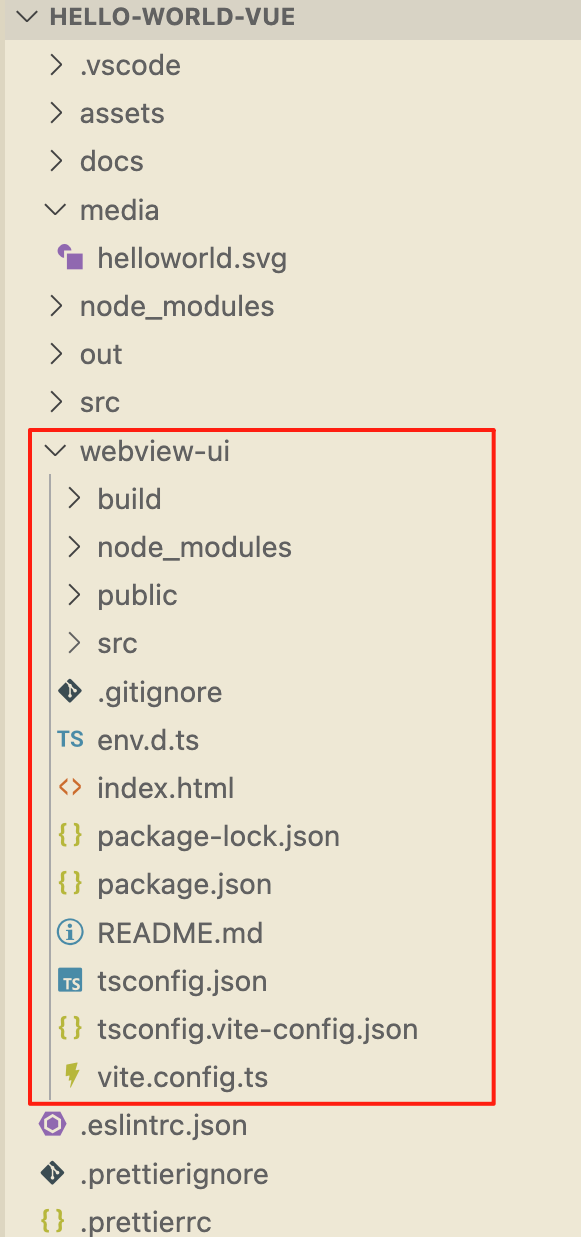 HELLO-WORLD-VUE
.vscode
assets
docs
media
helloworld.svg
node_modules
out
src
webview-ui
build
node_modules
public
src
.gitignore
TS env.d.ts
index.html
{} package-lock.json
{} package.json
README.md
TS tsconfig.json
{} tsconfig.vite-config.json
vite.config.ts
.eslintrc.json
.prettierignore
{} .prettierrc